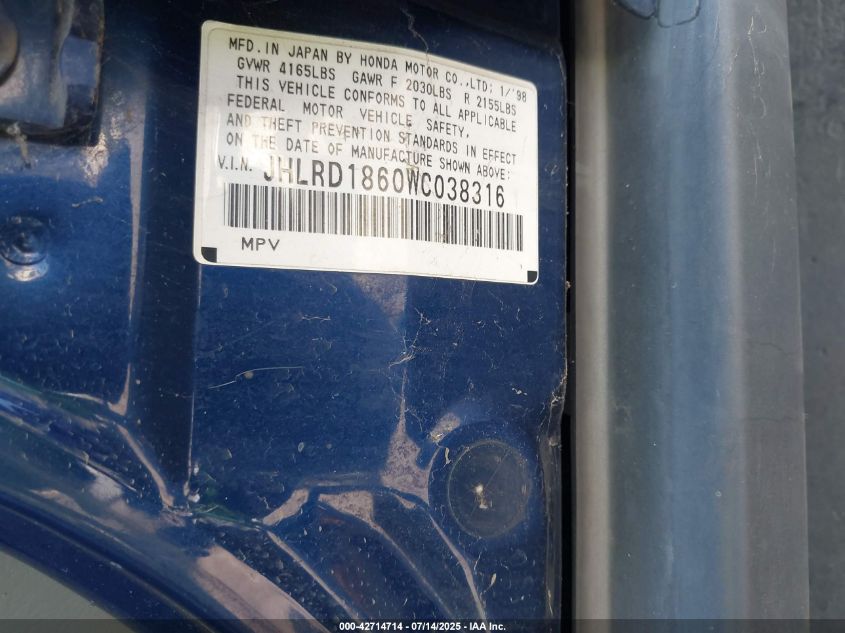 MFD. IN JAPAN BY HONDA MOTOR CO., LTD; 1/'98
GVWR 4165LBS GAWR F 2030LBS R 2155LBS
THIS VEHICLE CONFORMS TO ALL APPLICABLE
FEDERAL MOTOR VEHICLE SAFETY,
AND THEFT PREVENTION STANDARDS IN EFFECT
ON THE DATE OF MANUFACTURE SHOWN ABOVE:
V.I.N. JHLRD1860WC038316
MPV
000-42714714 - 07/14/2025 - IAA Inc.